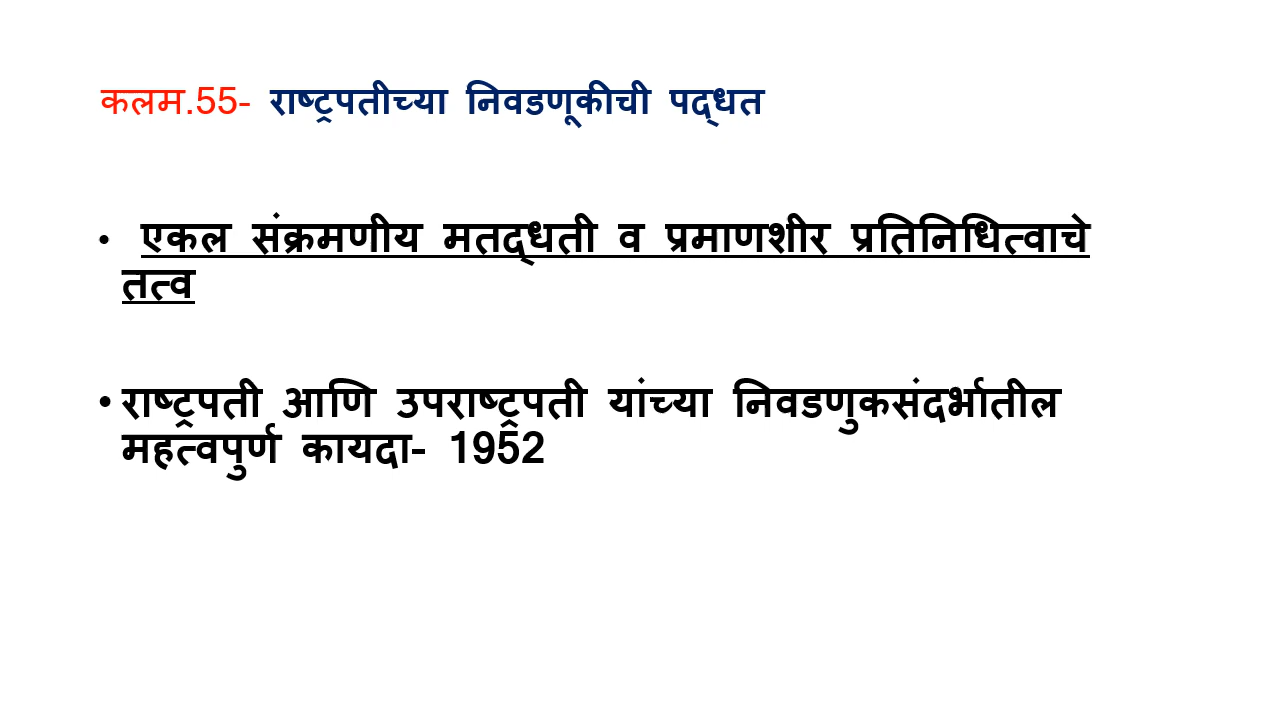 कलम.55- राष्ट्रपतीच्या निवडणूकीची पद्धत
• एकल संक्रमणीय मतद्धती व प्रमाणशीर प्रतिनिधित्वाचे
तत्व
• राष्ट्रपती आणि उपराष्ट्रपती यांच्या निवडणुकसंदर्भातील
महत्वपुर्ण कायदा- 1952